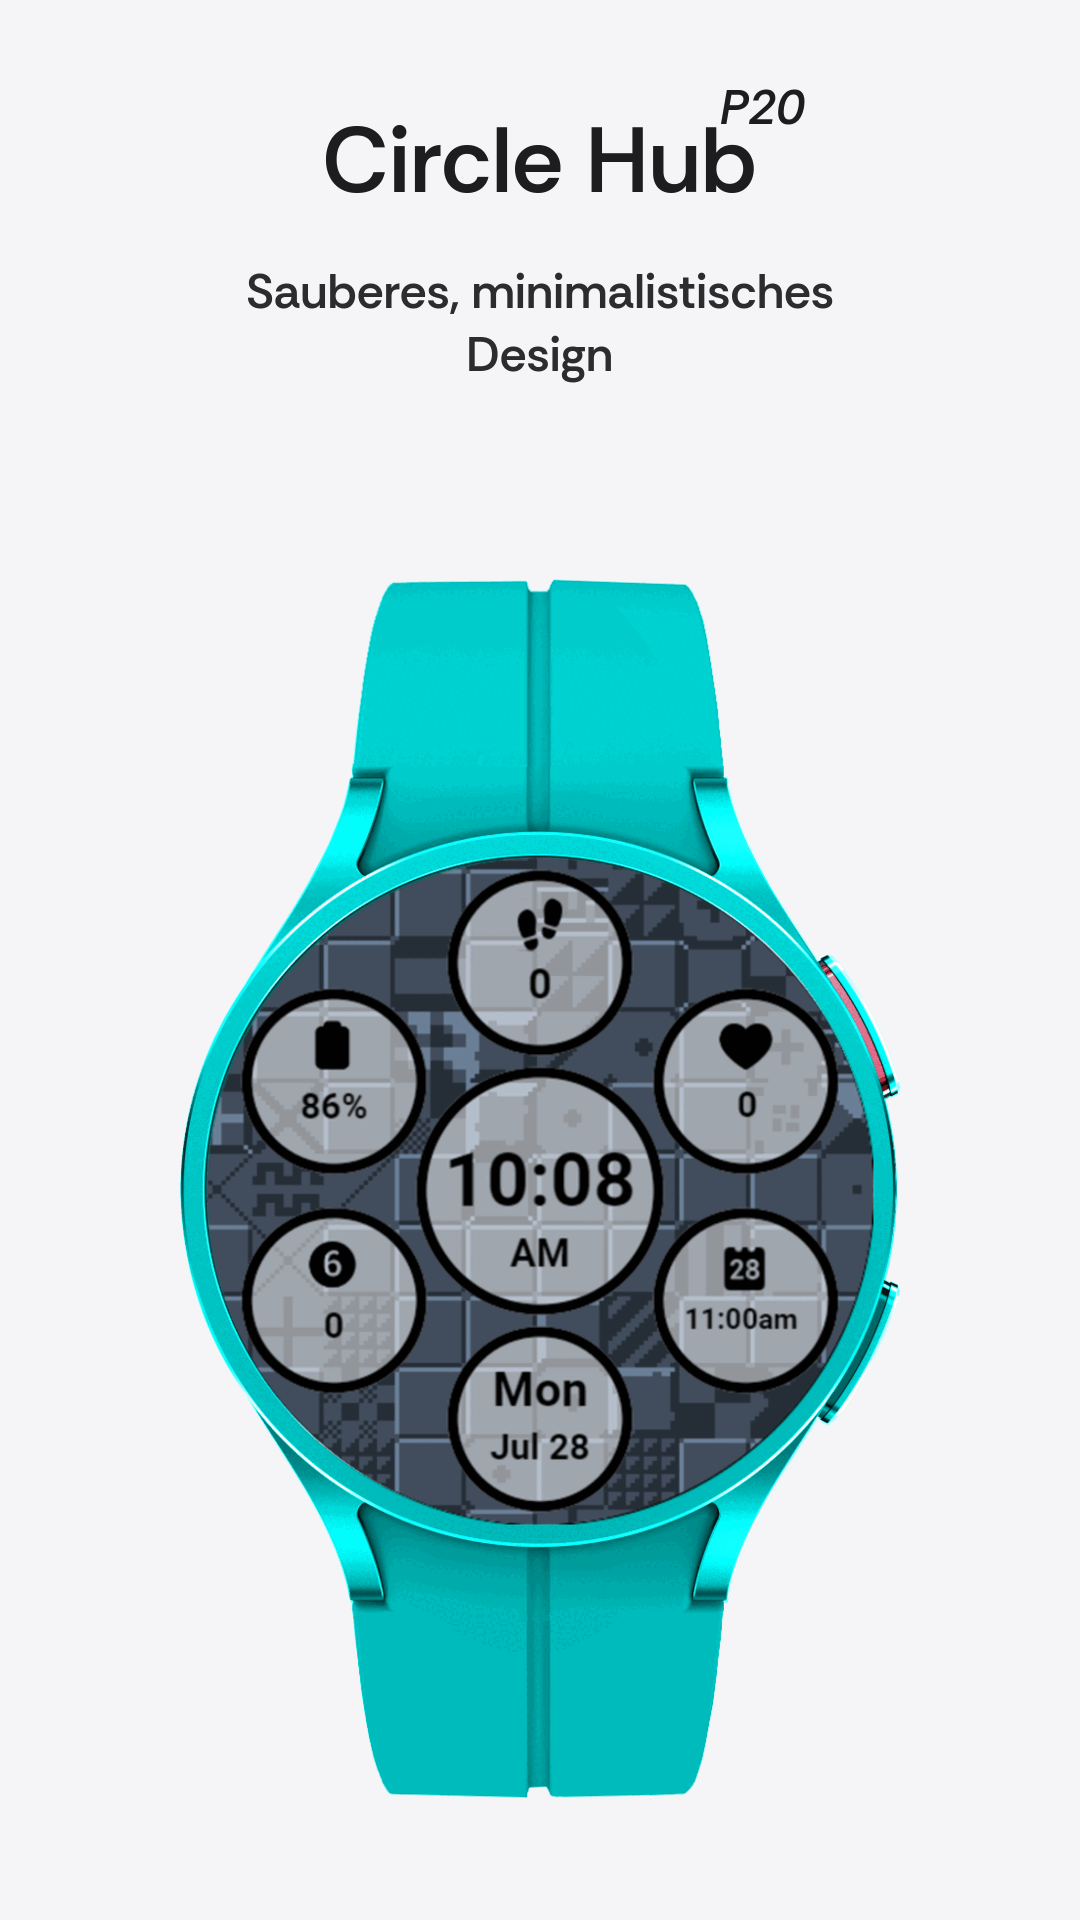 P20
Circle Hub
Sauberes, minimalistisches
Design
0
86%
0
10:08
AM
6
0
28
11:00am
Mon
Jul 28